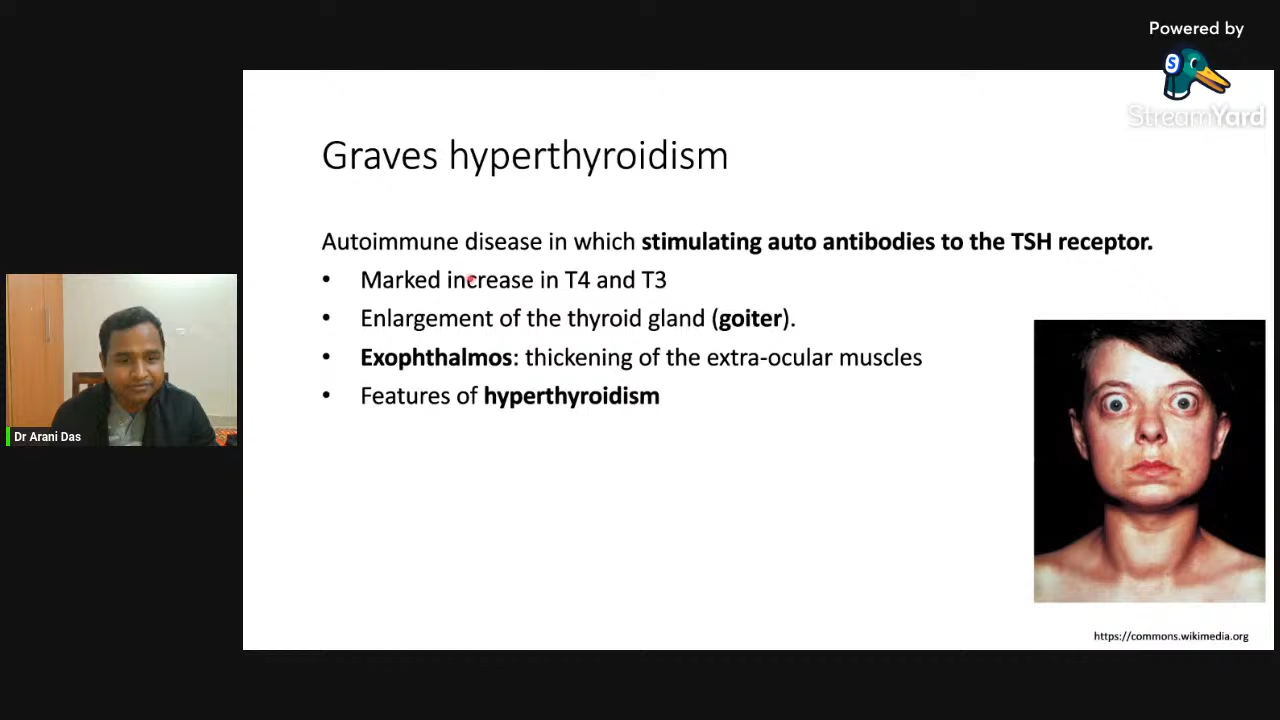 Powered by
S
StreamYard
Graves hyperthyroidism
Autoimmune disease in which stimulating auto antibodies to the TSH receptor.
• Marked increase in T4 and T3
• Enlargement of the thyroid gland (goiter).
• Exophthalmos: thickening of the extra-ocular muscles
• Features of hyperthyroidism
Dr Arani Das
https://commons.wikimedia.org